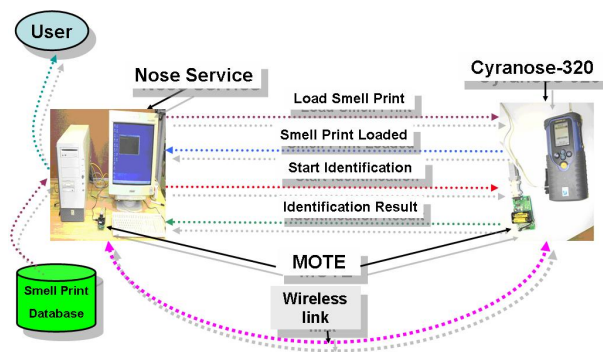 User
Nose Service
Cyranose-320
Load Smell Print
Smell Print Loaded
Start Identification
Identification Result
MOTE
Wireless
link
Smell Print
Database